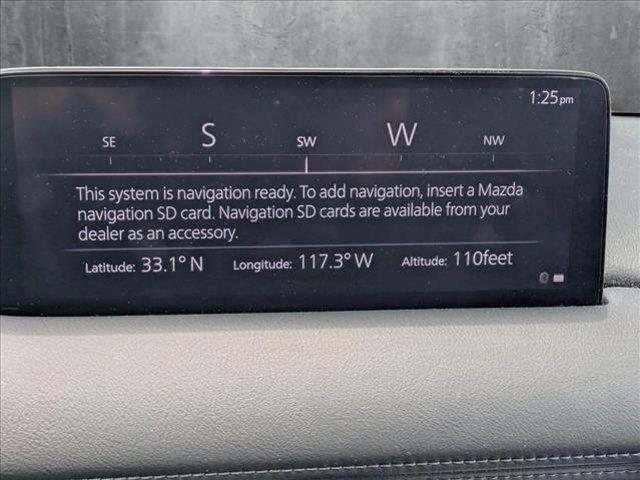 1:25pm
SE S SW W NW
This system is navigation ready. To add navigation, insert a Mazda
navigation SD card. Navigation SD cards are available from your
dealer as an accessory.
Latitude: 33.1° N Longitude: 117.3° W Altitude: 110feet